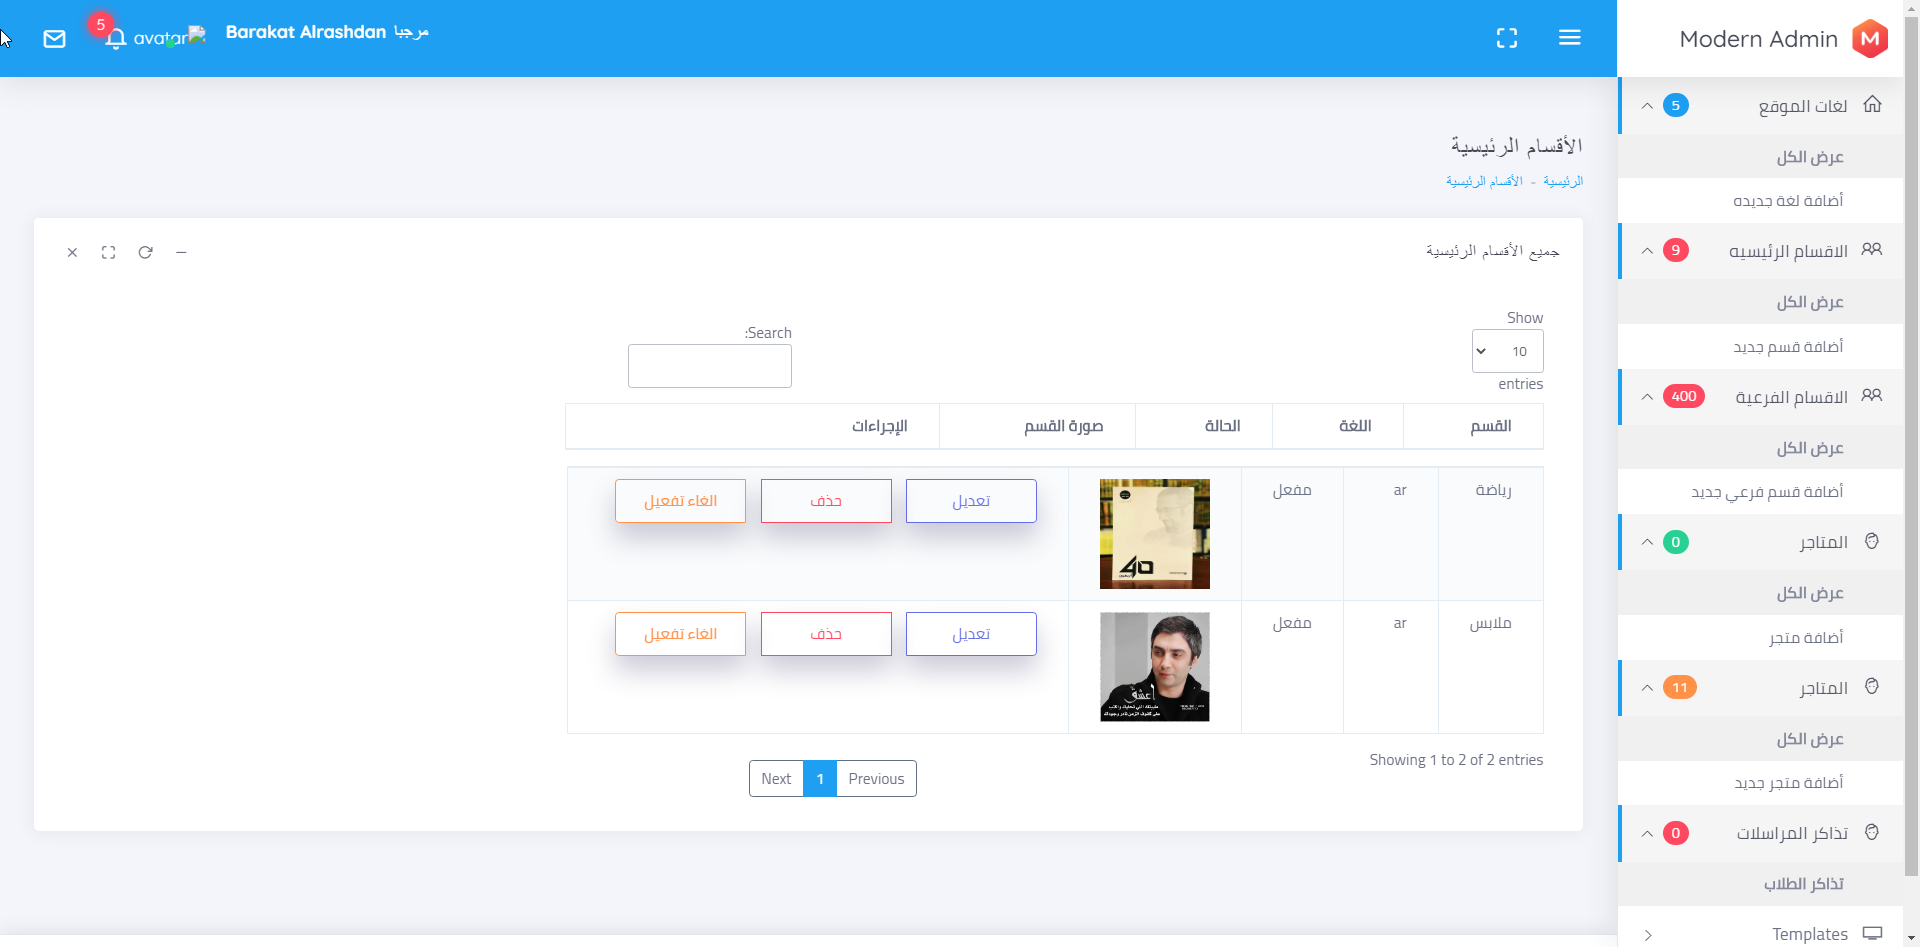 5
avatar
مرحبا Barakat Alrashdan
Modern Admin
الأقسام الرئيسية
الرئيسية - الأقسام الرئيسية
جميع الأقسام الرئيسية
Show
10
entries
Search:
القسم اللغة الحالة صورة القسم الإجراءات
رياضة ar مفعل تعديل حذف الغاء تفعيل
ملابس ar مفعل تعديل حذف الغاء تفعيل
Showing 1 to 2 of 2 entries
Previous 1 Next
لغات الموقع 5
عرض الكل
أضافة لغة جديده
الاقسام الرئيسيه 9
عرض الكل
أضافة قسم جديد
الاقسام الفرعية 400
عرض الكل
أضافة قسم فرعي جديد
المتاجر 0
عرض الكل
أضافة متجر
المتاجر 11
عرض الكل
أضافة متجر جديد
تذاكر المراسلات 0
تذاكر الطلاب
Templates